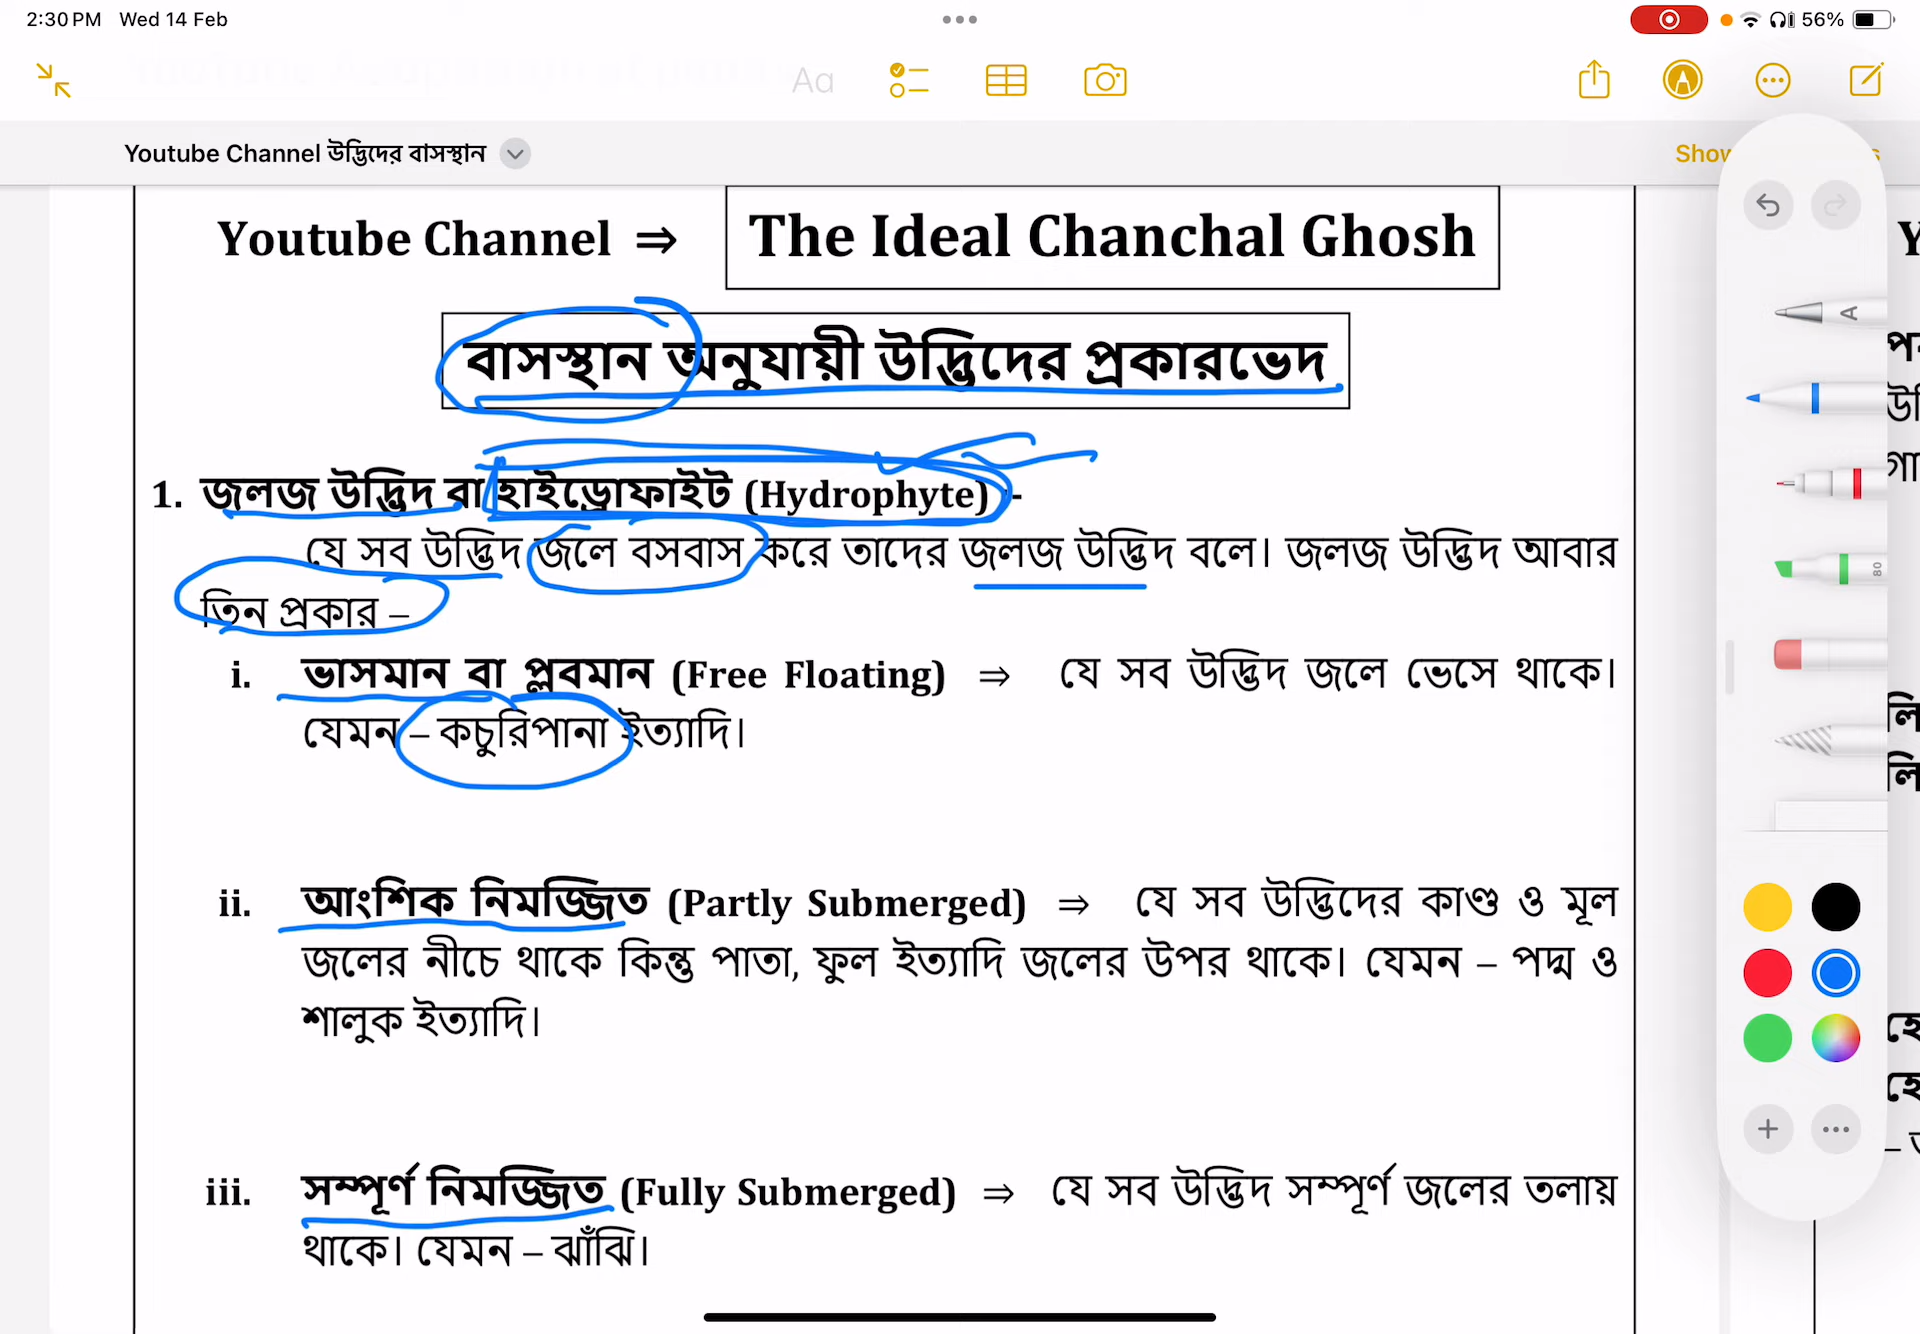 2:30 PM Wed 14 Feb
56%
Aa
Youtube Channel উদ্ভিদের বাসস্থান
Youtube Channel ⇒ The Ideal Chanchal Ghosh
বাসস্থান অনুযায়ী উদ্ভিদের প্রকারভেদ
1. জলজ উদ্ভিদ বা হাইড্রোফাইট (Hydrophyte) :-
যে সব উদ্ভিদ জলে বসবাস করে তাদের জলজ উদ্ভিদ বলে। জলজ উদ্ভিদ আবার
তিন প্রকার –
i. ভাসমান বা প্লবমান (Free Floating) ⇒ যে সব উদ্ভিদ জলে ভেসে থাকে।
যেমন – কচুরিপানা ইত্যাদি।
ii. আংশিক নিমজ্জিত (Partly Submerged) ⇒ যে সব উদ্ভিদের কাণ্ড ও মূল
জলের নীচে থাকে কিন্তু পাতা, ফুল ইত্যাদি জলের উপর থাকে। যেমন – পদ্ম ও
শালুক ইত্যাদি।
iii. সম্পূর্ণ নিমজ্জিত (Fully Submerged) ⇒ যে সব উদ্ভিদ সম্পূর্ণ জলের তলায়
থাকে। যেমন – ঝাঁঝি।
A
80